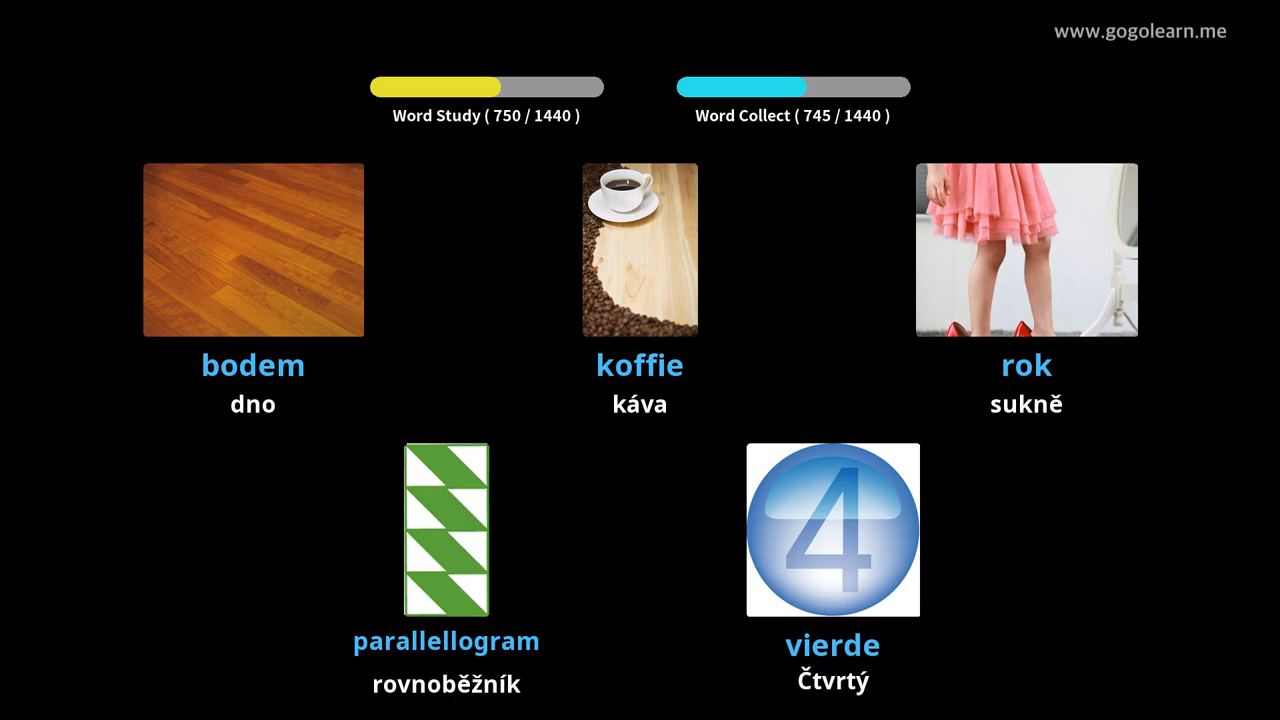 www.gogolearn.me
Word Study ( 750 / 1440 )
Word Collect ( 745 / 1440 )
bodem
dno
koffie
káva
rok
sukně
parallellogram
rovnoběžník
4
vierde
Čtvrtý